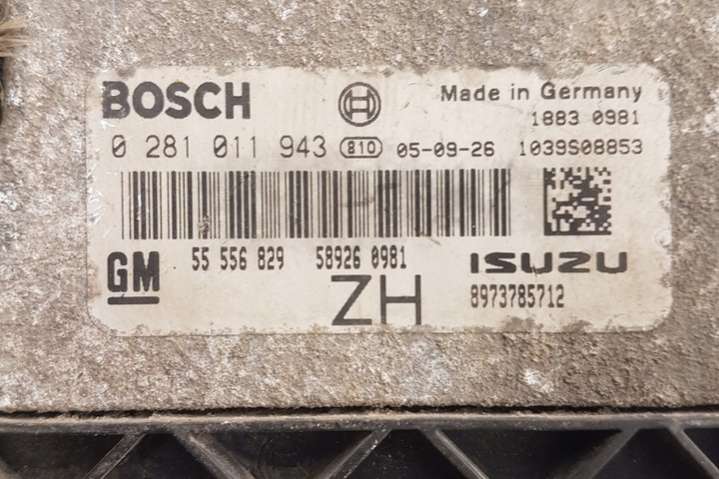 BOSCH Made in Germany
1883 0981
0 281 011 943 810 05-09-26 1039S08853
GM 55 556 829 58926 0981 ISUZU
ZH 8973785712